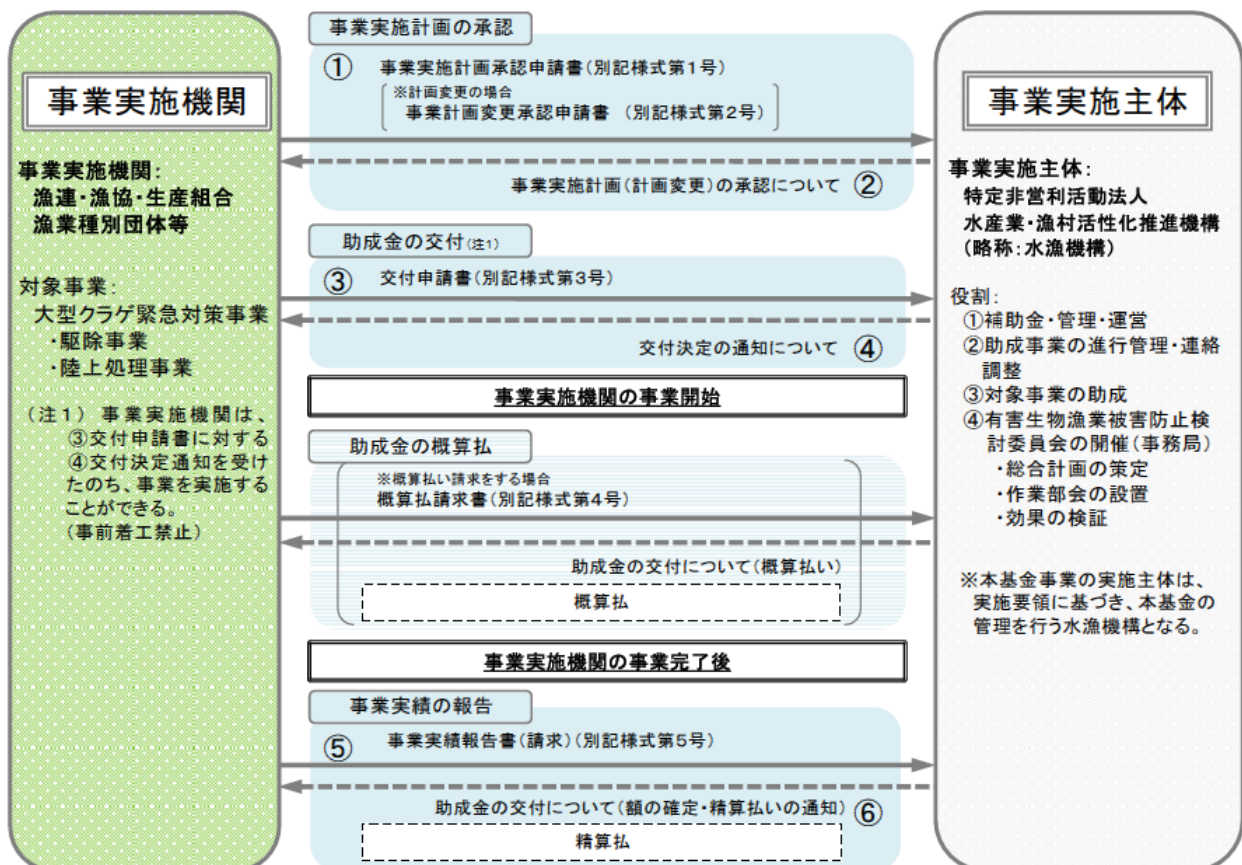 事業実施機関
事業実施機関:
漁連・漁協・生産組合
漁業種別団体等
対象事業:
大型クラゲ緊急対策事業
・駆除事業
・陸上処理事業
(注1) 事業実施機関は、
③交付申請書に対する
④交付決定通知を受け
たのち、事業を実施する
ことができる。
(事前着工禁止)
事業実施計画の承認
① 事業実施計画承認申請書(別記様式第1号)
※計画変更の場合
事業計画変更承認申請書 (別記様式第2号)
事業実施計画(計画変更)の承認について ②
助成金の交付(注1)
③ 交付申請書(別記様式第3号)
交付決定の通知について ④
事業実施機関の事業開始
助成金の概算払
※概算払い請求をする場合
概算払請求書(別記様式第4号)
助成金の交付について(概算払い)
概算払
事業実施機関の事業完了後
事業実績の報告
⑤ 事業実績報告書(請求)(別記様式第5号)
助成金の交付について(額の確定・精算払いの通知) ⑥
精算払
事業実施主体
事業実施主体:
特定非営利活動法人
水産業・漁村活性化推進機構
(略称:水漁機構)
役割:
①補助金・管理・運営
②助成事業の進行管理・連絡
調整
③対象事業の助成
④有害生物漁業被害防止検
討委員会の開催(事務局)
・総合計画の策定
・作業部会の設置
・効果の検証
※本基金事業の実施主体は、
実施要領に基づき、本基金の
管理を行う水漁機構となる。